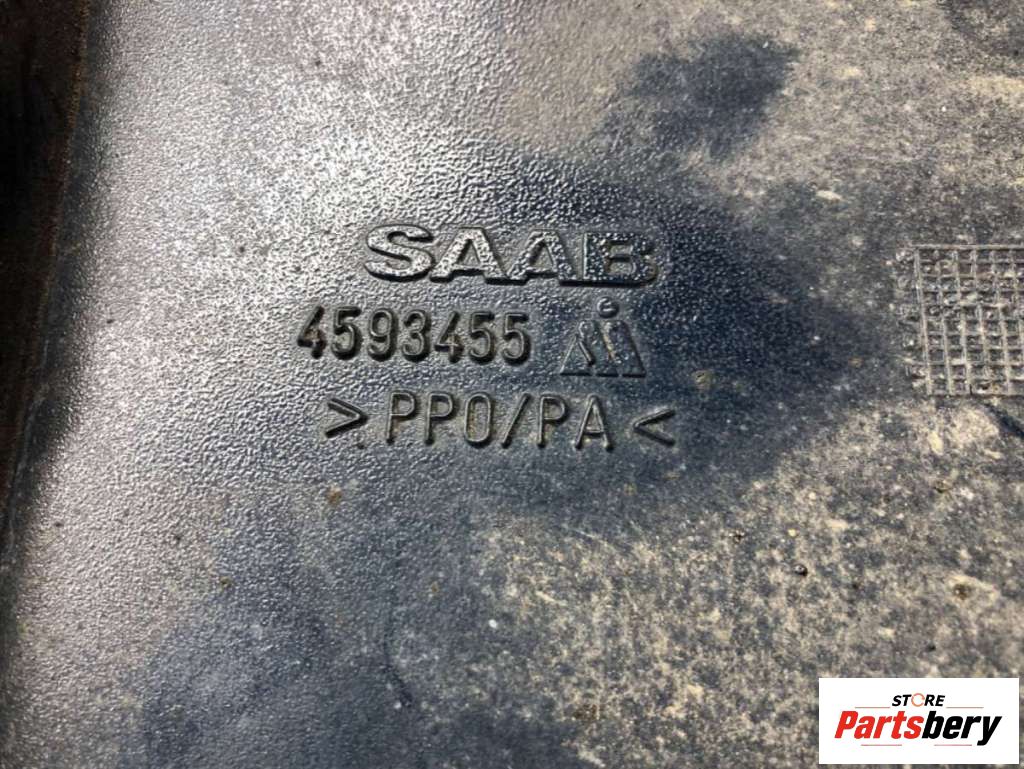 SAAB
4593455
>PPO/PA<
STORE
Partsbery